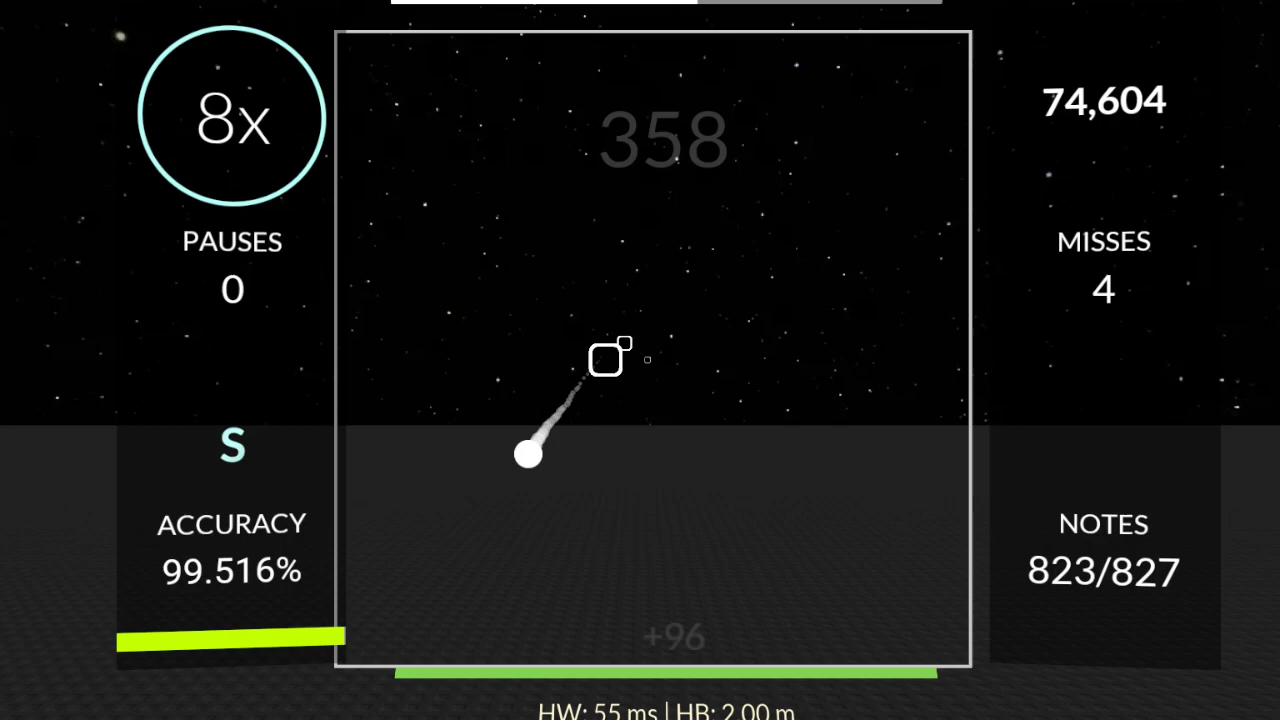 8x
PAUSES
0
S
ACCURACY
99.516%
358
+96
74,604
MISSES
4
NOTES
823/827
HW: 55 ms | HB: 2.00 m